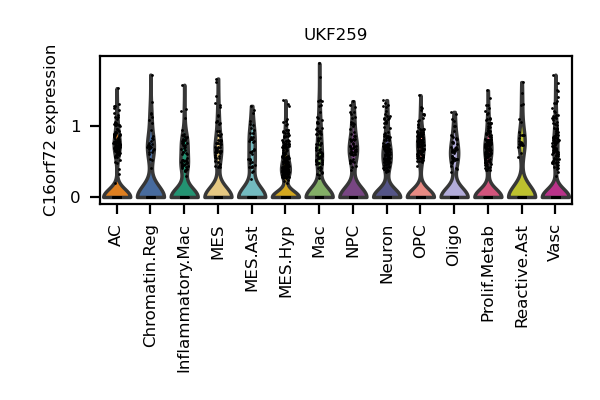 UKF259
C16orf72 expression
1
0
AC
Chromatin.Reg
Inflammatory.Mac
MES
MES.Ast
MES.Hyp
Mac
NPC
Neuron
OPC
Oligo
Prolif.Metab
Reactive.Ast
Vasc